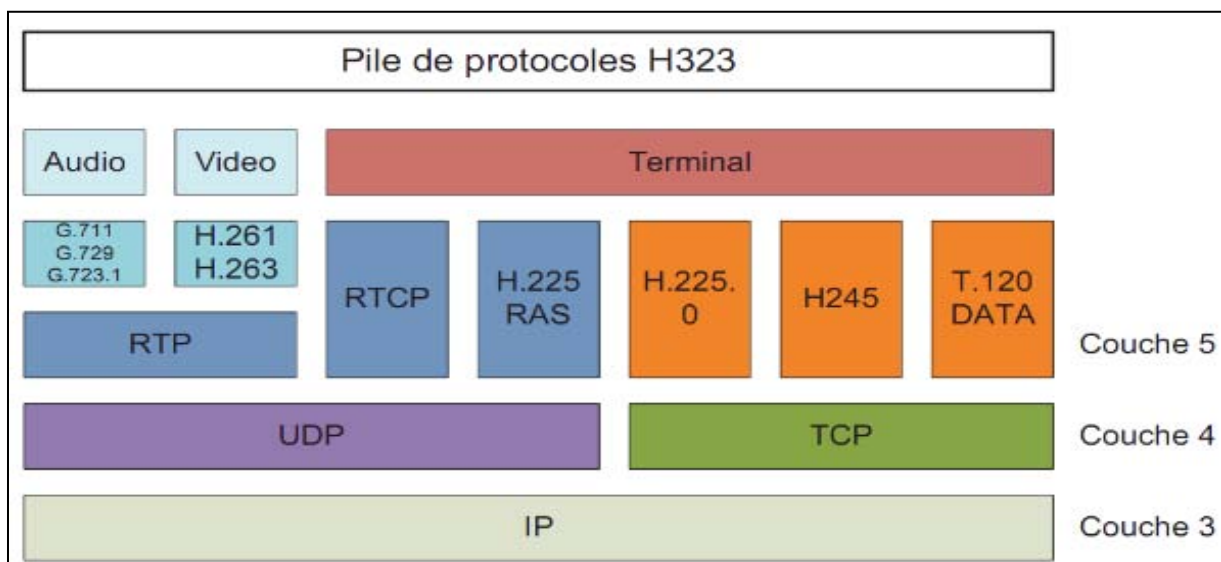 Pile de protocoles H323
Audio
Video
Terminal
G.711
G.729
G.723.1
H.261
H.263
RTCP
H.225
RAS
H.225.
0
H245
T.120
DATA
RTP
Couche 5
UDP
TCP
Couche 4
IP
Couche 3